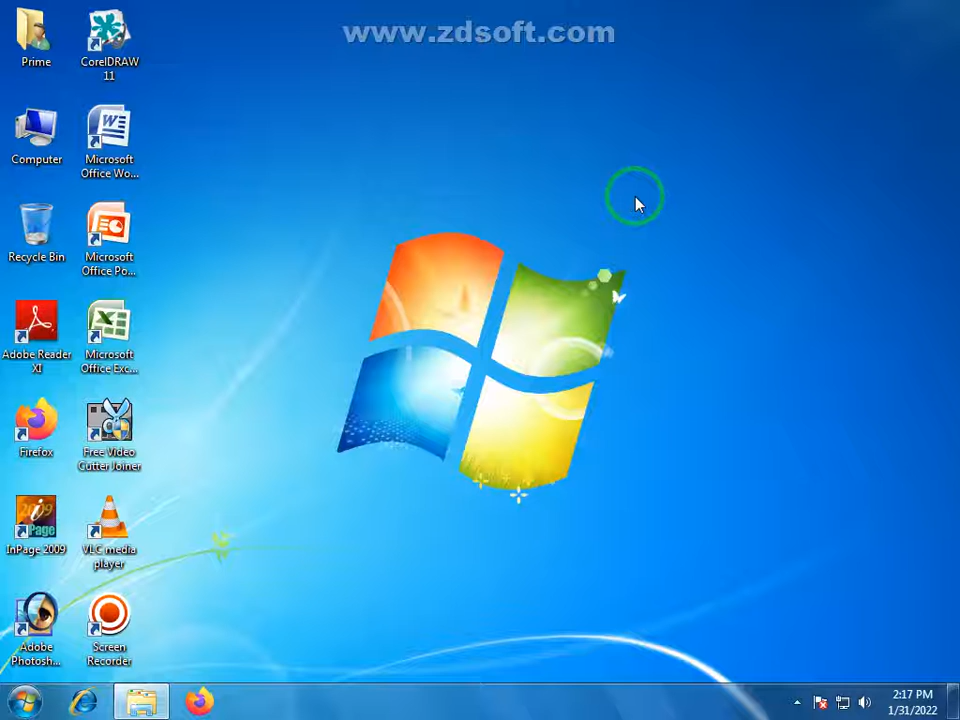 www.zdsoft.com
Prime
CorelDRAW
11
Computer
Microsoft
Office Wo...
Recycle Bin
Microsoft
Office Po...
Adobe Reader
XI
Microsoft
Office Exc...
Firefox
Free Video
Cutter Joiner
2009
Page
InPage 2009
VLC media
player
Adobe
Photosh...
Screen
Recorder
2:17 PM
1/31/2022